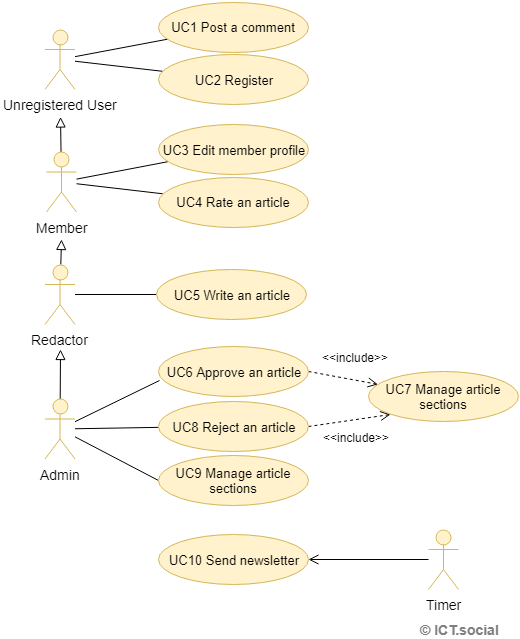 UC1 Post a comment
UC2 Register
Unregistered User
UC3 Edit member profile
UC4 Rate an article
Member
UC5 Write an article
Redactor
UC6 Approve an article
<<include>>
UC7 Manage article
sections
UC8 Reject an article
<<include>>
UC9 Manage article
sections
Admin
UC10 Send newsletter
Timer
© ICT.social